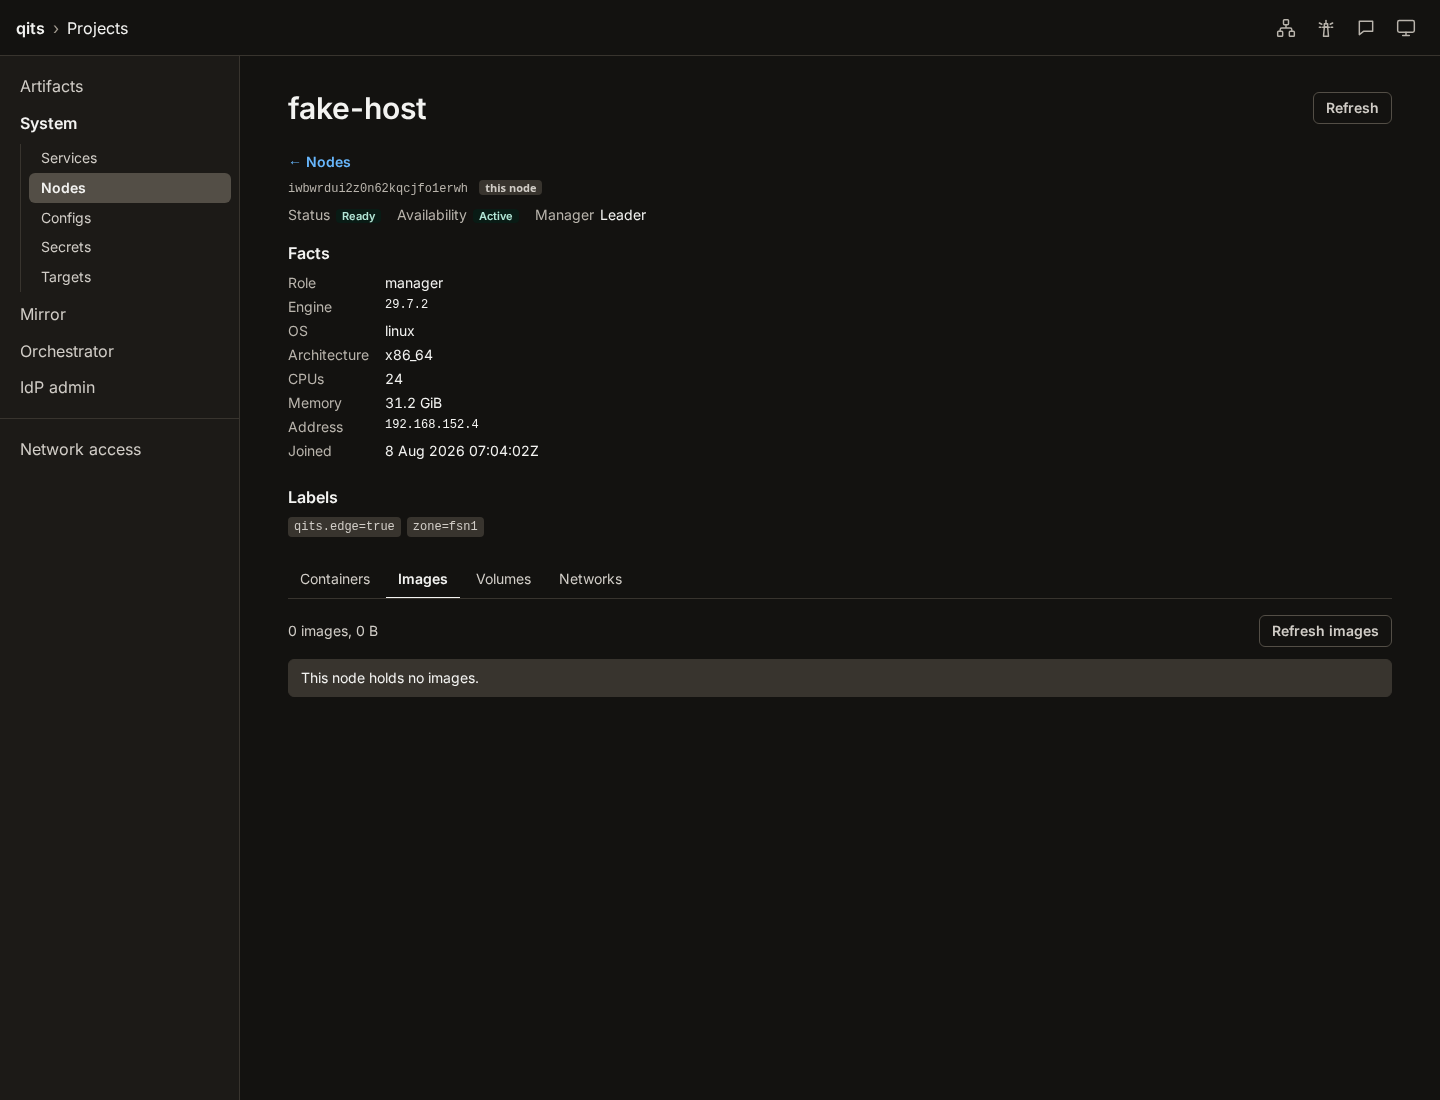 qits › Projects
Artifacts
System
Services
Nodes
Configs
Secrets
Targets
Mirror
Orchestrator
IdP admin
Network access
fake-host
Refresh
← Nodes
iwbwrdui2z0n62kqcjfo1erwh this node
Status Ready Availability Active Manager Leader
Facts
Role manager
Engine 29.7.2
OS linux
Architecture x86_64
CPUs 24
Memory 31.2 GiB
Address 192.168.152.4
Joined 8 Aug 2026 07:04:02Z
Labels
qits.edge=true zone=fsn1
Containers Images Volumes Networks
0 images, 0 B
Refresh images
This node holds no images.